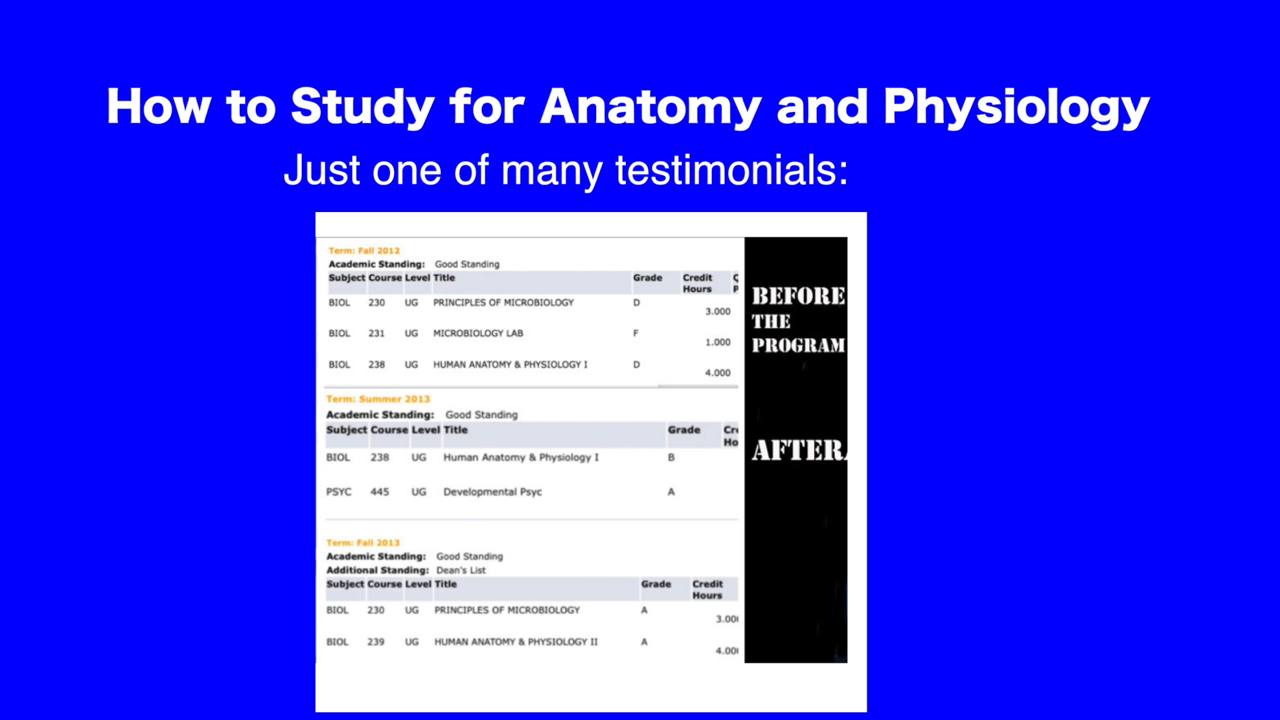 How to Study for Anatomy and Physiology
Just one of many testimonials:
Term: Fall 2012
Academic Standing: Good Standing
Subject Course Level Title Grade Credit Hours
BIOL 230 UG PRINCIPLES OF MICROBIOLOGY D 3.000
BIOL 231 UG MICROBIOLOGY LAB F 1.000
BIOL 238 UG HUMAN ANATOMY & PHYSIOLOGY I D 4.000
BEFORE
THE
PROGRAM
Term: Summer 2013
Academic Standing: Good Standing
Subject Course Level Title Grade
BIOL 238 UG Human Anatomy & Physiology I B
PSYC 445 UG Developmental Psyc A
AFTER
Term: Fall 2013
Academic Standing: Good Standing
Additional Standing: Dean's List
Subject Course Level Title Grade Credit Hours
BIOL 230 UG PRINCIPLES OF MICROBIOLOGY A 3.00
BIOL 239 UG HUMAN ANATOMY & PHYSIOLOGY II A 4.00